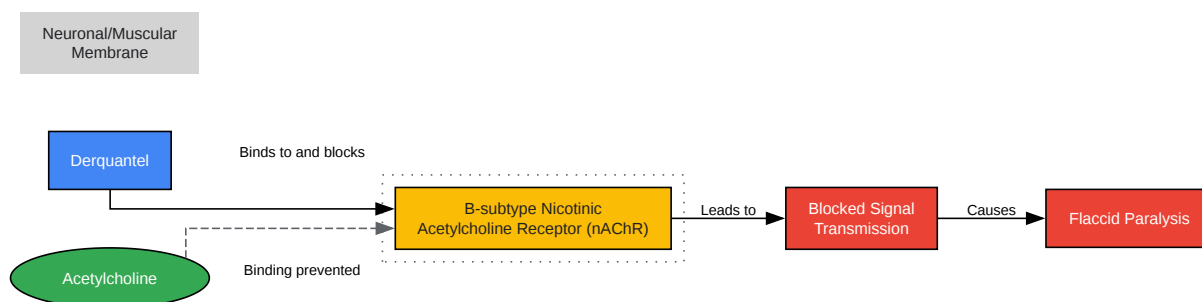 Neuronal/Muscular
Membrane
Derquantel
Binds to and blocks
B-subtype Nicotinic
Acetylcholine Receptor (nAChR)
Leads to
Blocked Signal
Transmission
Causes
Flaccid Paralysis
Acetylcholine
Binding prevented